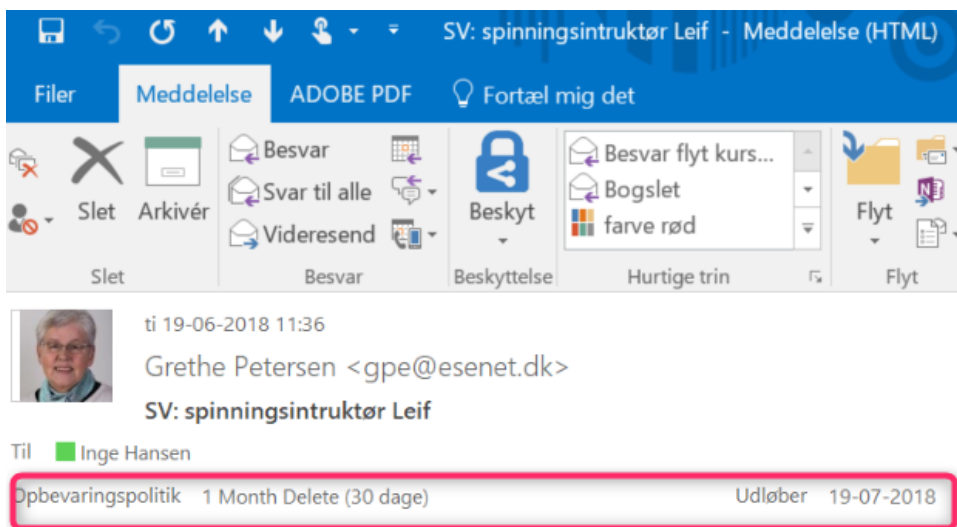 SV: spinningsintruktør Leif - Meddelelse (HTML)
Filer Meddelelse ADOBE PDF Fortæl mig det
Besvar
Svar til alle
Videresend
Slet Arkivér
Beskyt
Besvar flyt kurs...
Bogslet
farve rød
Flyt
Slet Besvar Beskyttelse Hurtige trin Flyt
ti 19-06-2018 11:36
Grethe Petersen <gpe@esenet.dk>
SV: spinningsintruktør Leif
Til Inge Hansen
Opbevaringspolitik 1 Month Delete (30 dage) Udløber 19-07-2018